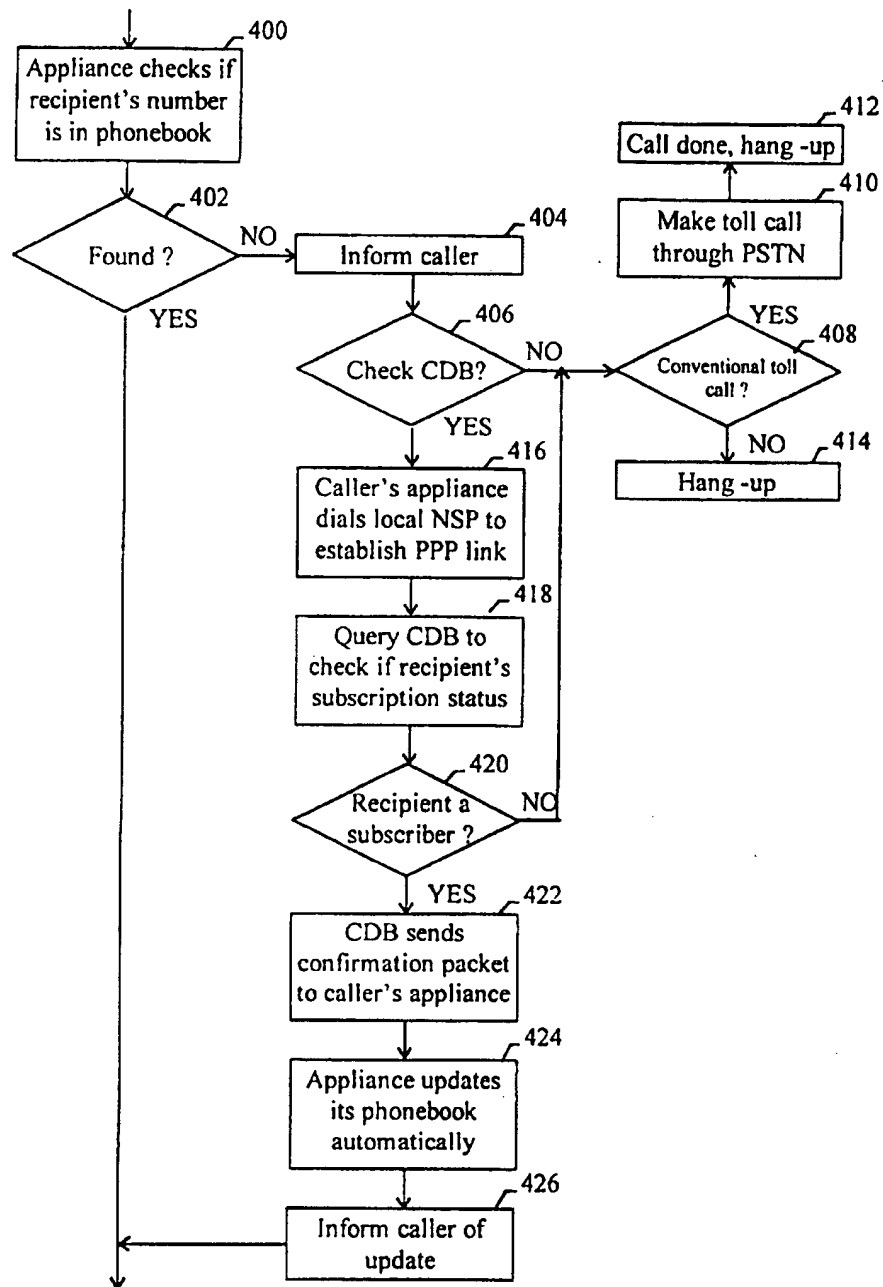 400
Appliance checks if
recipient's number
is in phonebook
402
Found ?
NO
YES
404
Inform caller
406
Check CDB?
NO
YES
412
Call done, hang -up
410
Make toll call
through PSTN
YES
408
Conventional toll
call ?
NO
414
Hang -up
416
Caller's appliance
dials local NSP to
establish PPP link
418
Query CDB to
check if recipient's
subscription status
420
Recipient a
subscriber ?
NO
YES
422
CDB sends
confirmation packet
to caller's appliance
424
Appliance updates
its phonebook
automatically
426
Inform caller of
update